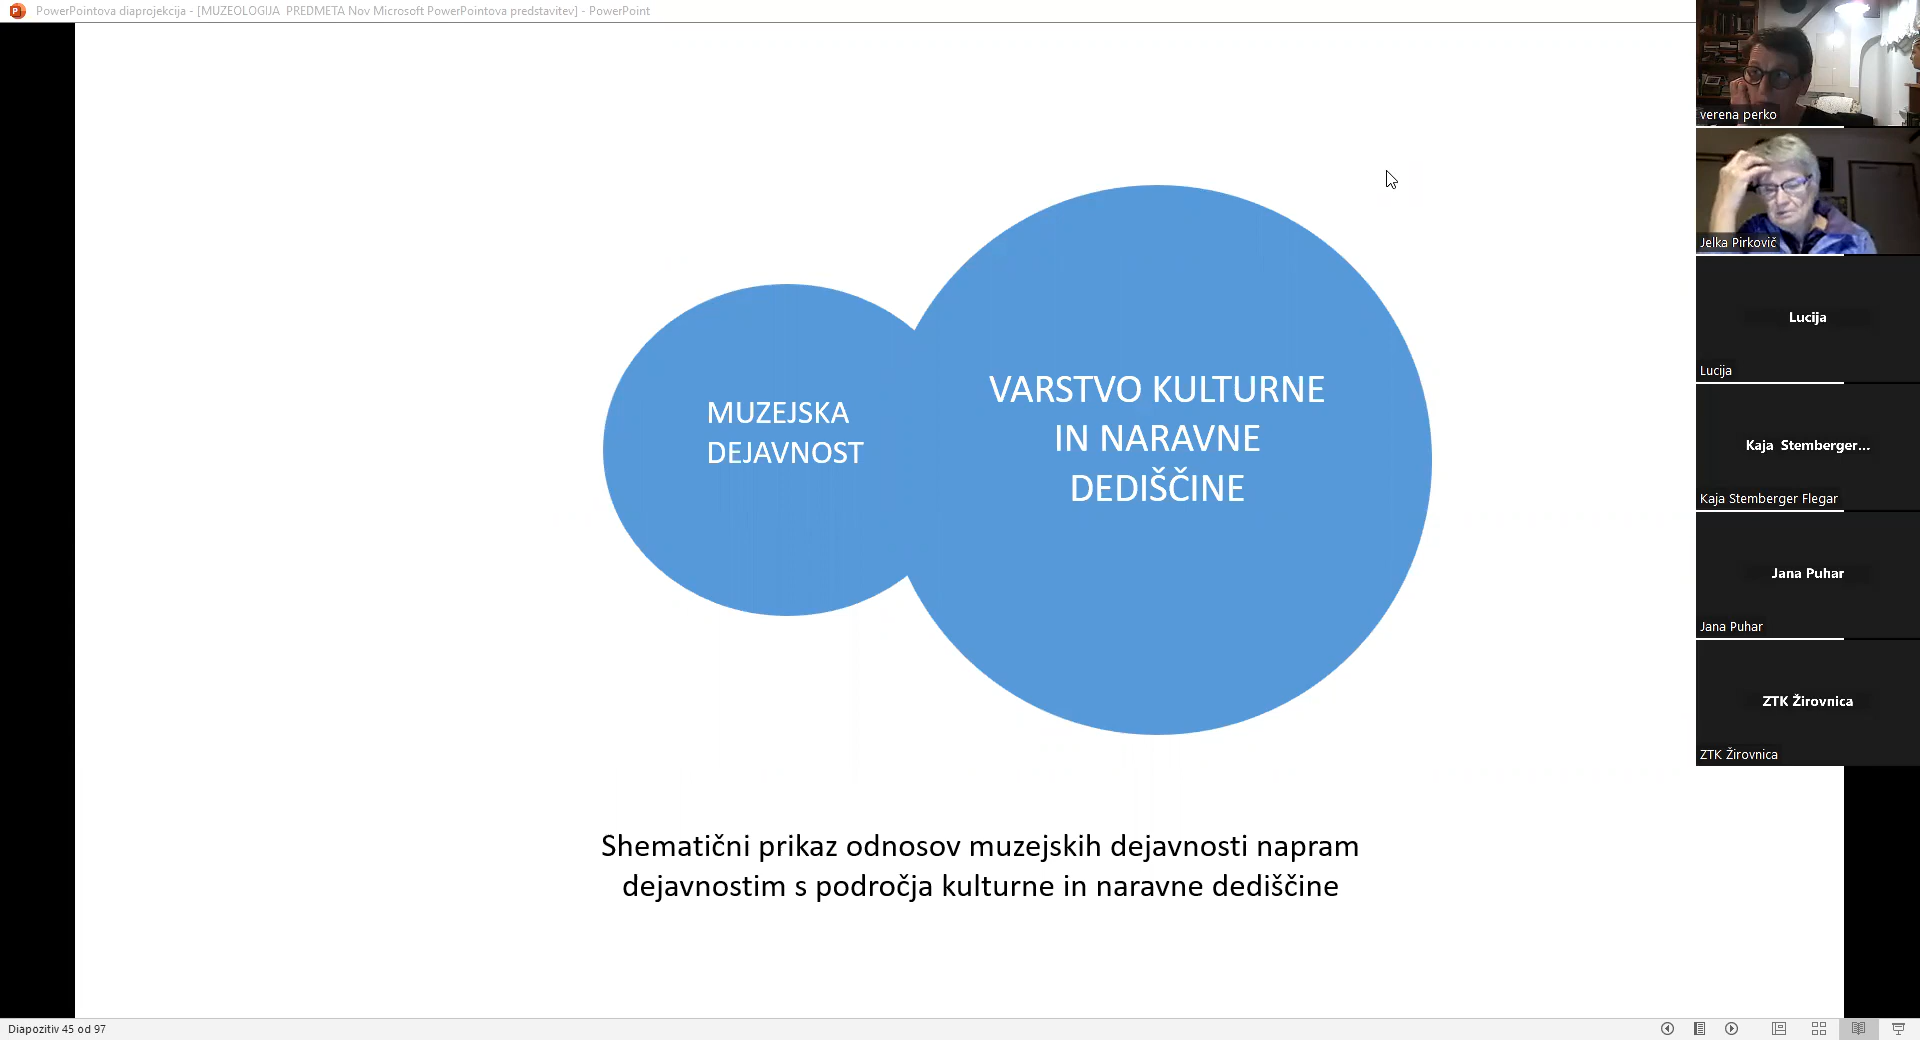 PowerPointova diaprojekcija - [MUZEOLOGIJA  PREDMETA Nov Microsoft PowerPointova predstavitev] - PowerPoint
verena perko
Jelka Pirkovič
Lucija
Lucija
Kaja  Stemberger...
Kaja Stemberger Flegar
Jana Puhar
Jana Puhar
ZTK Žirovnica
ZTK Žirovnica
MUZEJSKA
DEJAVNOST
VARSTVO KULTURNE
IN NARAVNE
DEDIŠČINE
Shematični prikaz odnosov muzejskih dejavnosti napram
dejavnostim s področja kulturne in naravne dediščine
Diapozitiv 45 od 97